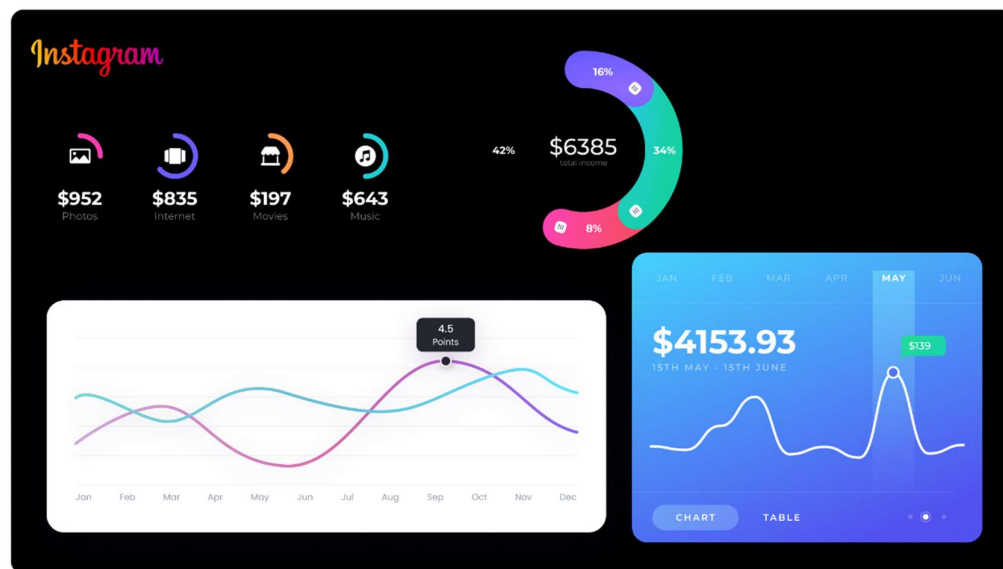 Instagram
16%
42%
$6385
total income
34%
8%
$952
Photos
$835
Internet
$197
Movies
$643
Music
4.5
Points
Jan Feb Mar Apr May Jun Jul Aug Sep Oct Nov Dec
JAN FEB MAR APR MAY JUN
$4153.93
15TH MAY - 15TH JUNE
$139
CHART TABLE